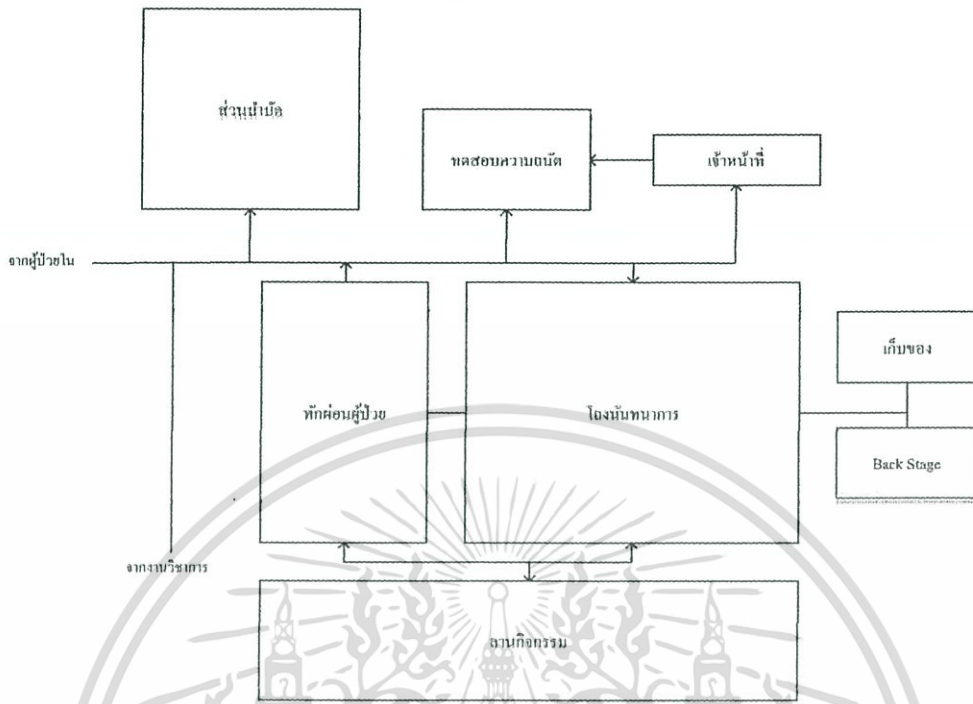 ส่วนบำบัด
ทดสอบความถนัด
เจ้าหน้าที่
จากผู้ป่วยใน
เก็บของ
พักผ่อนผู้ป่วย
โถงนันทนาการ
Back Stage
จากงานวิชาการ
ลานกิจกรรม